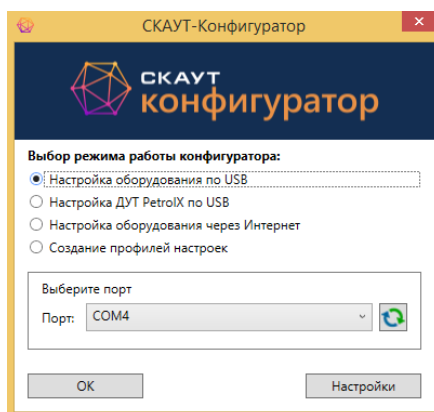 СКАУТ-Конфигуратор
СКАУТ
конфигуратор
Выбор режима работы конфигуратора:
Настройка оборудования по USB
Настройка ДУТ PetrolX по USB
Настройка оборудования через Интернет
Создание профилей настроек
Выберите порт
Порт: COM4
ОК Настройки